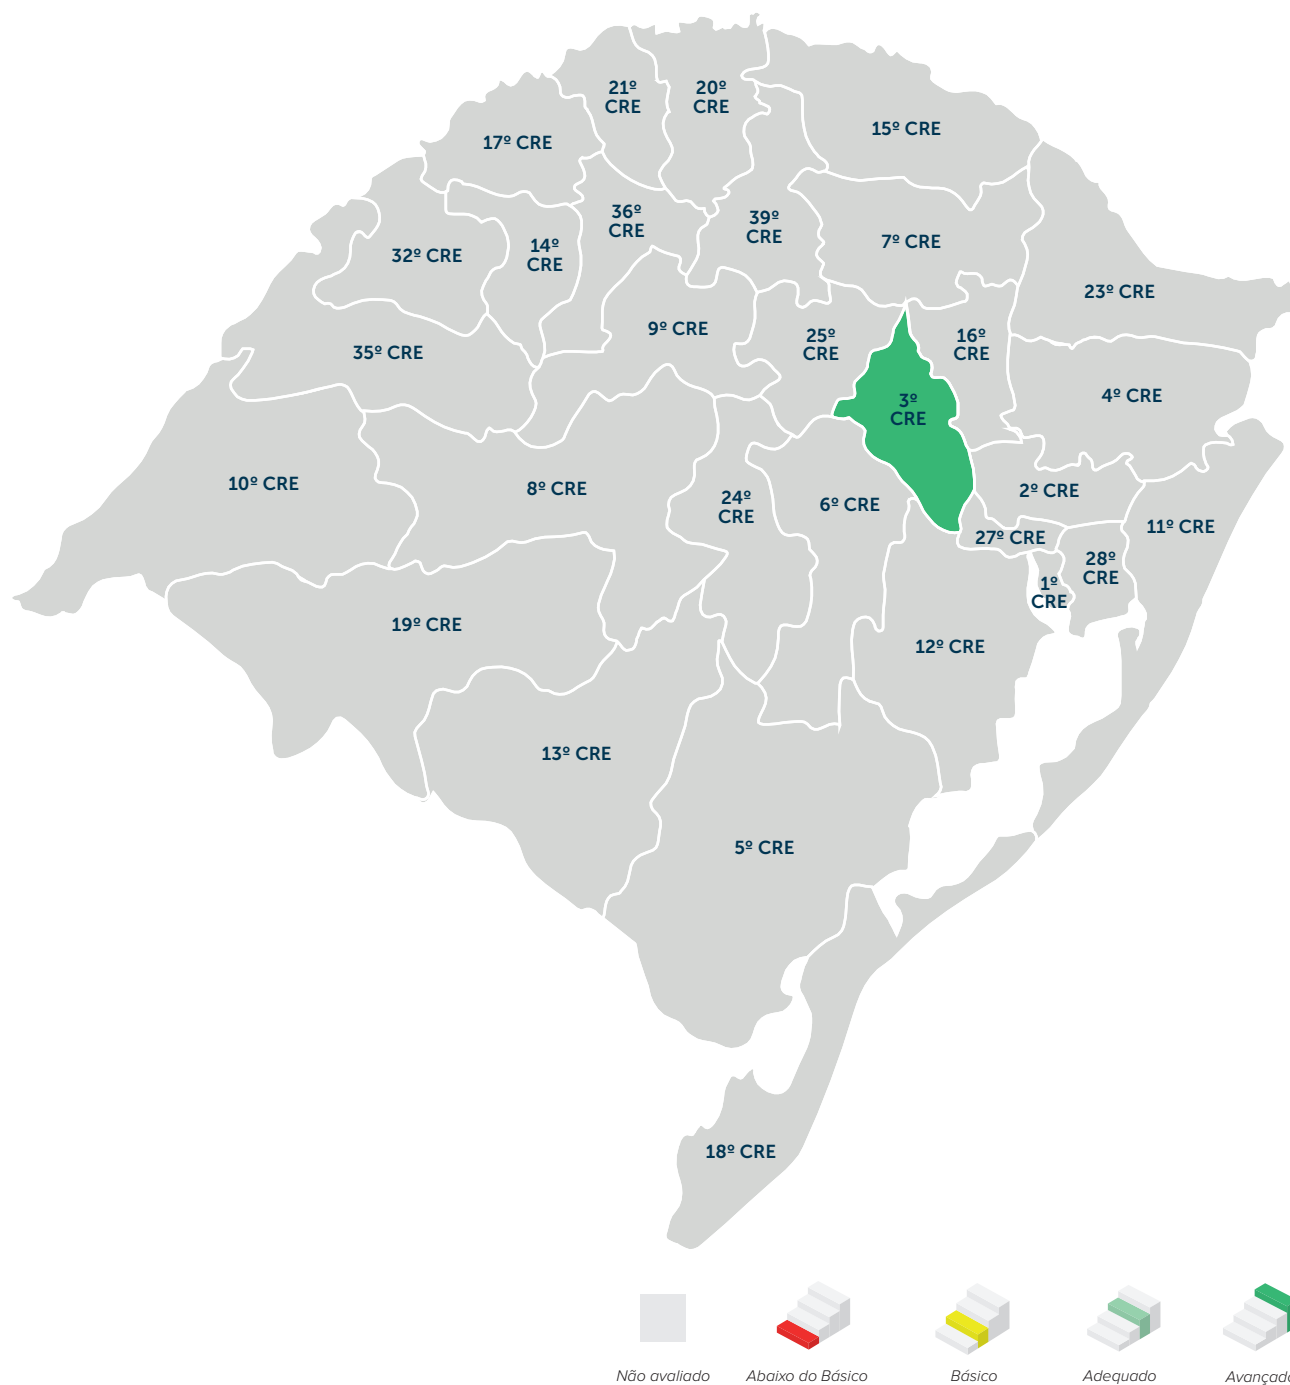 21º
CRE
20º
CRE
15º CRE
17º CRE
36º
CRE
39º
CRE
7º CRE
32º CRE
14º
CRE
23º CRE
9º CRE
25º
CRE
16º
CRE
35º CRE
3º
CRE
4º CRE
10º CRE
8º CRE
24º
CRE
6º CRE
2º CRE
11º CRE
27º CRE
28º
CRE
1º
CRE
19º CRE
12º CRE
13º CRE
5º CRE
18º CRE
Não avaliado
Abaixo do Básico
Básico
Adequado
Avançado